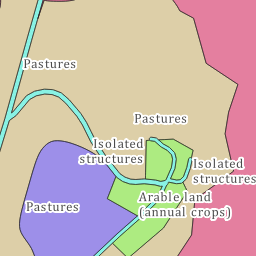 Pastures
Pastures
Isolated
structures
Isolated
structures
Arable land
(annual crops)
Pastures